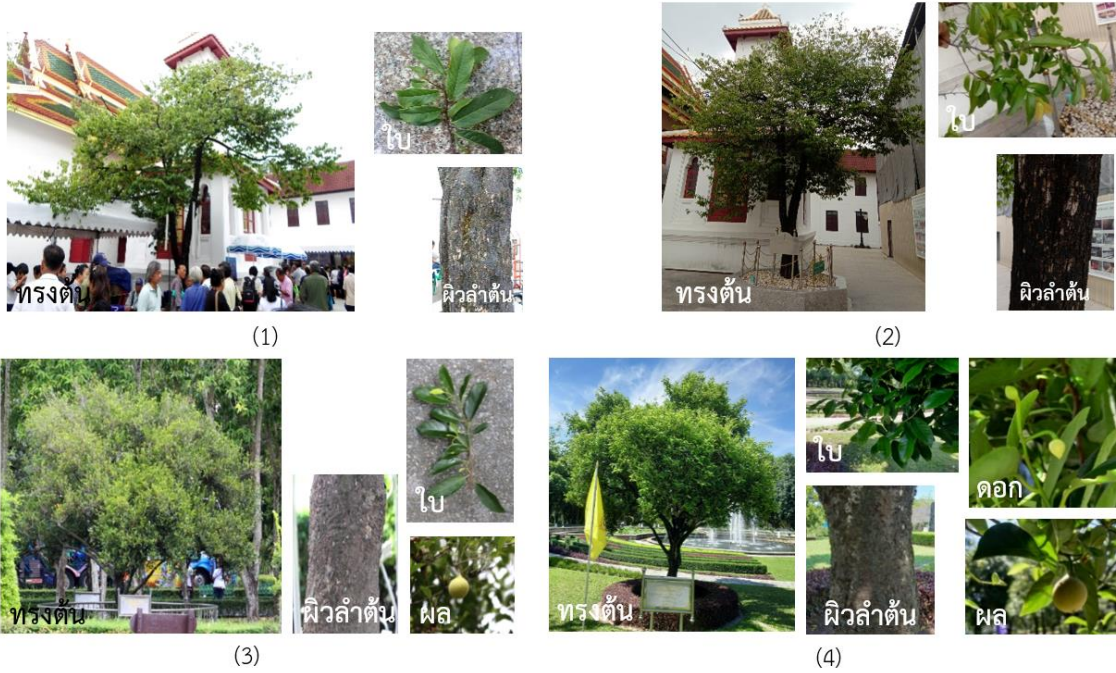 ใบ
ทรงต้น
ผิวลำต้น
(1)
ใบ
ทรงต้น
ผิวลำต้น
(2)
ใบ
ทรงต้น
ผิวลำต้น
ผล
(3)
ใบ
ดอก
ทรงต้น
ผิวลำต้น
ผล
(4)